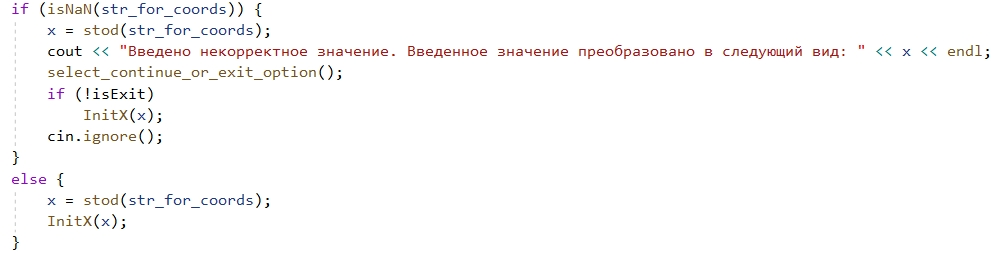 if (isNaN(str_for_coords)) {
    x = stod(str_for_coords);
    cout << "Введено некорректное значение. Введенное значение преобразовано в следующий вид: " << x << endl;
    select_continue_or_exit_option();
    if (!isExit)
        InitX(x);
    cin.ignore();
}
else {
    x = stod(str_for_coords);
    InitX(x);
}